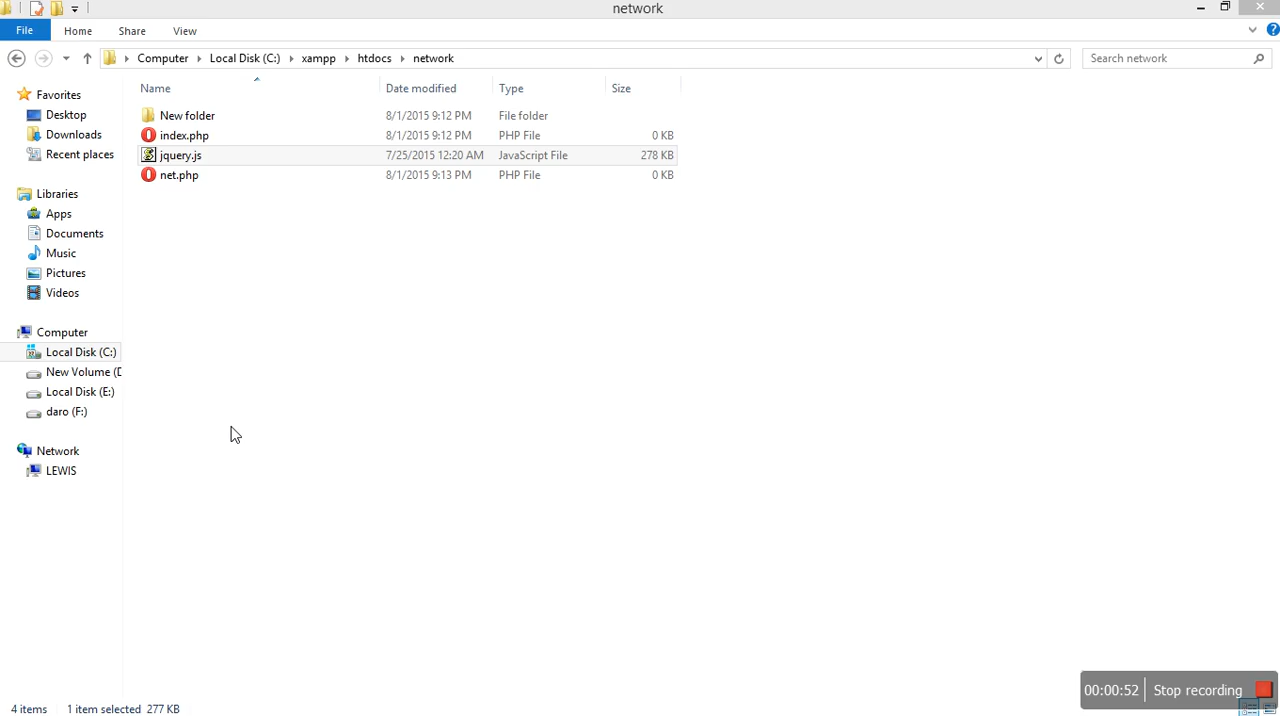 network
File Home Share View
Computer Local Disk (C:) xampp htdocs network Search network
Name Date modified Type Size
Favorites
Desktop
Downloads
Recent places
Libraries
Apps
Documents
Music
Pictures
Videos
Computer
Local Disk (C:)
New Volume (D
Local Disk (E:)
daro (F:)
Network
LEWIS
New folder 8/1/2015 9:12 PM File folder
index.php 8/1/2015 9:12 PM PHP File 0 KB
jquery.js 7/25/2015 12:20 AM JavaScript File 278 KB
net.php 8/1/2015 9:13 PM PHP File 0 KB
00:00:52 Stop recording
4 items 1 item selected 277 KB